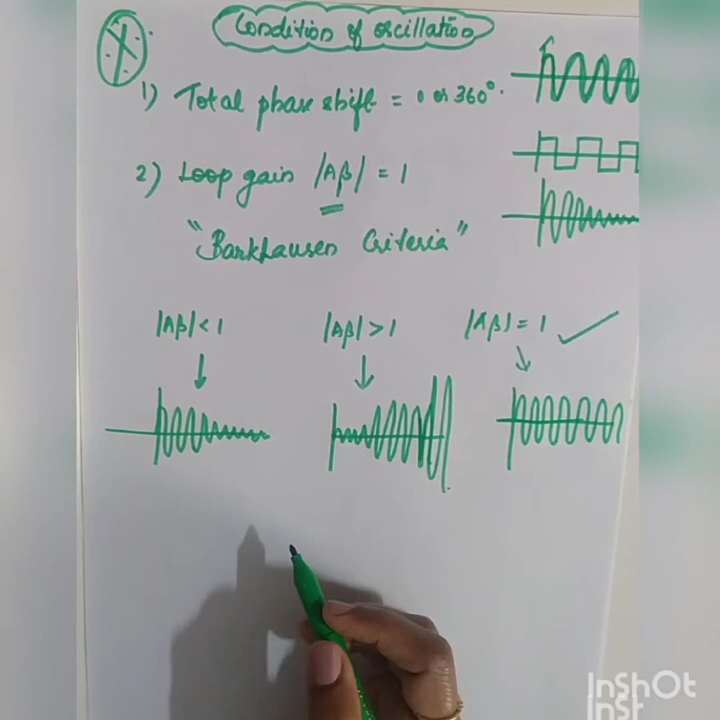 Condition of oscillation
1) Total phase shift = 0 or 360°.
2) Loop gain |Aβ| = 1
"Barkhausen Criteria"
|Aβ| < 1 |Aβ| > 1 |Aβ| = 1
InShOt
Inst